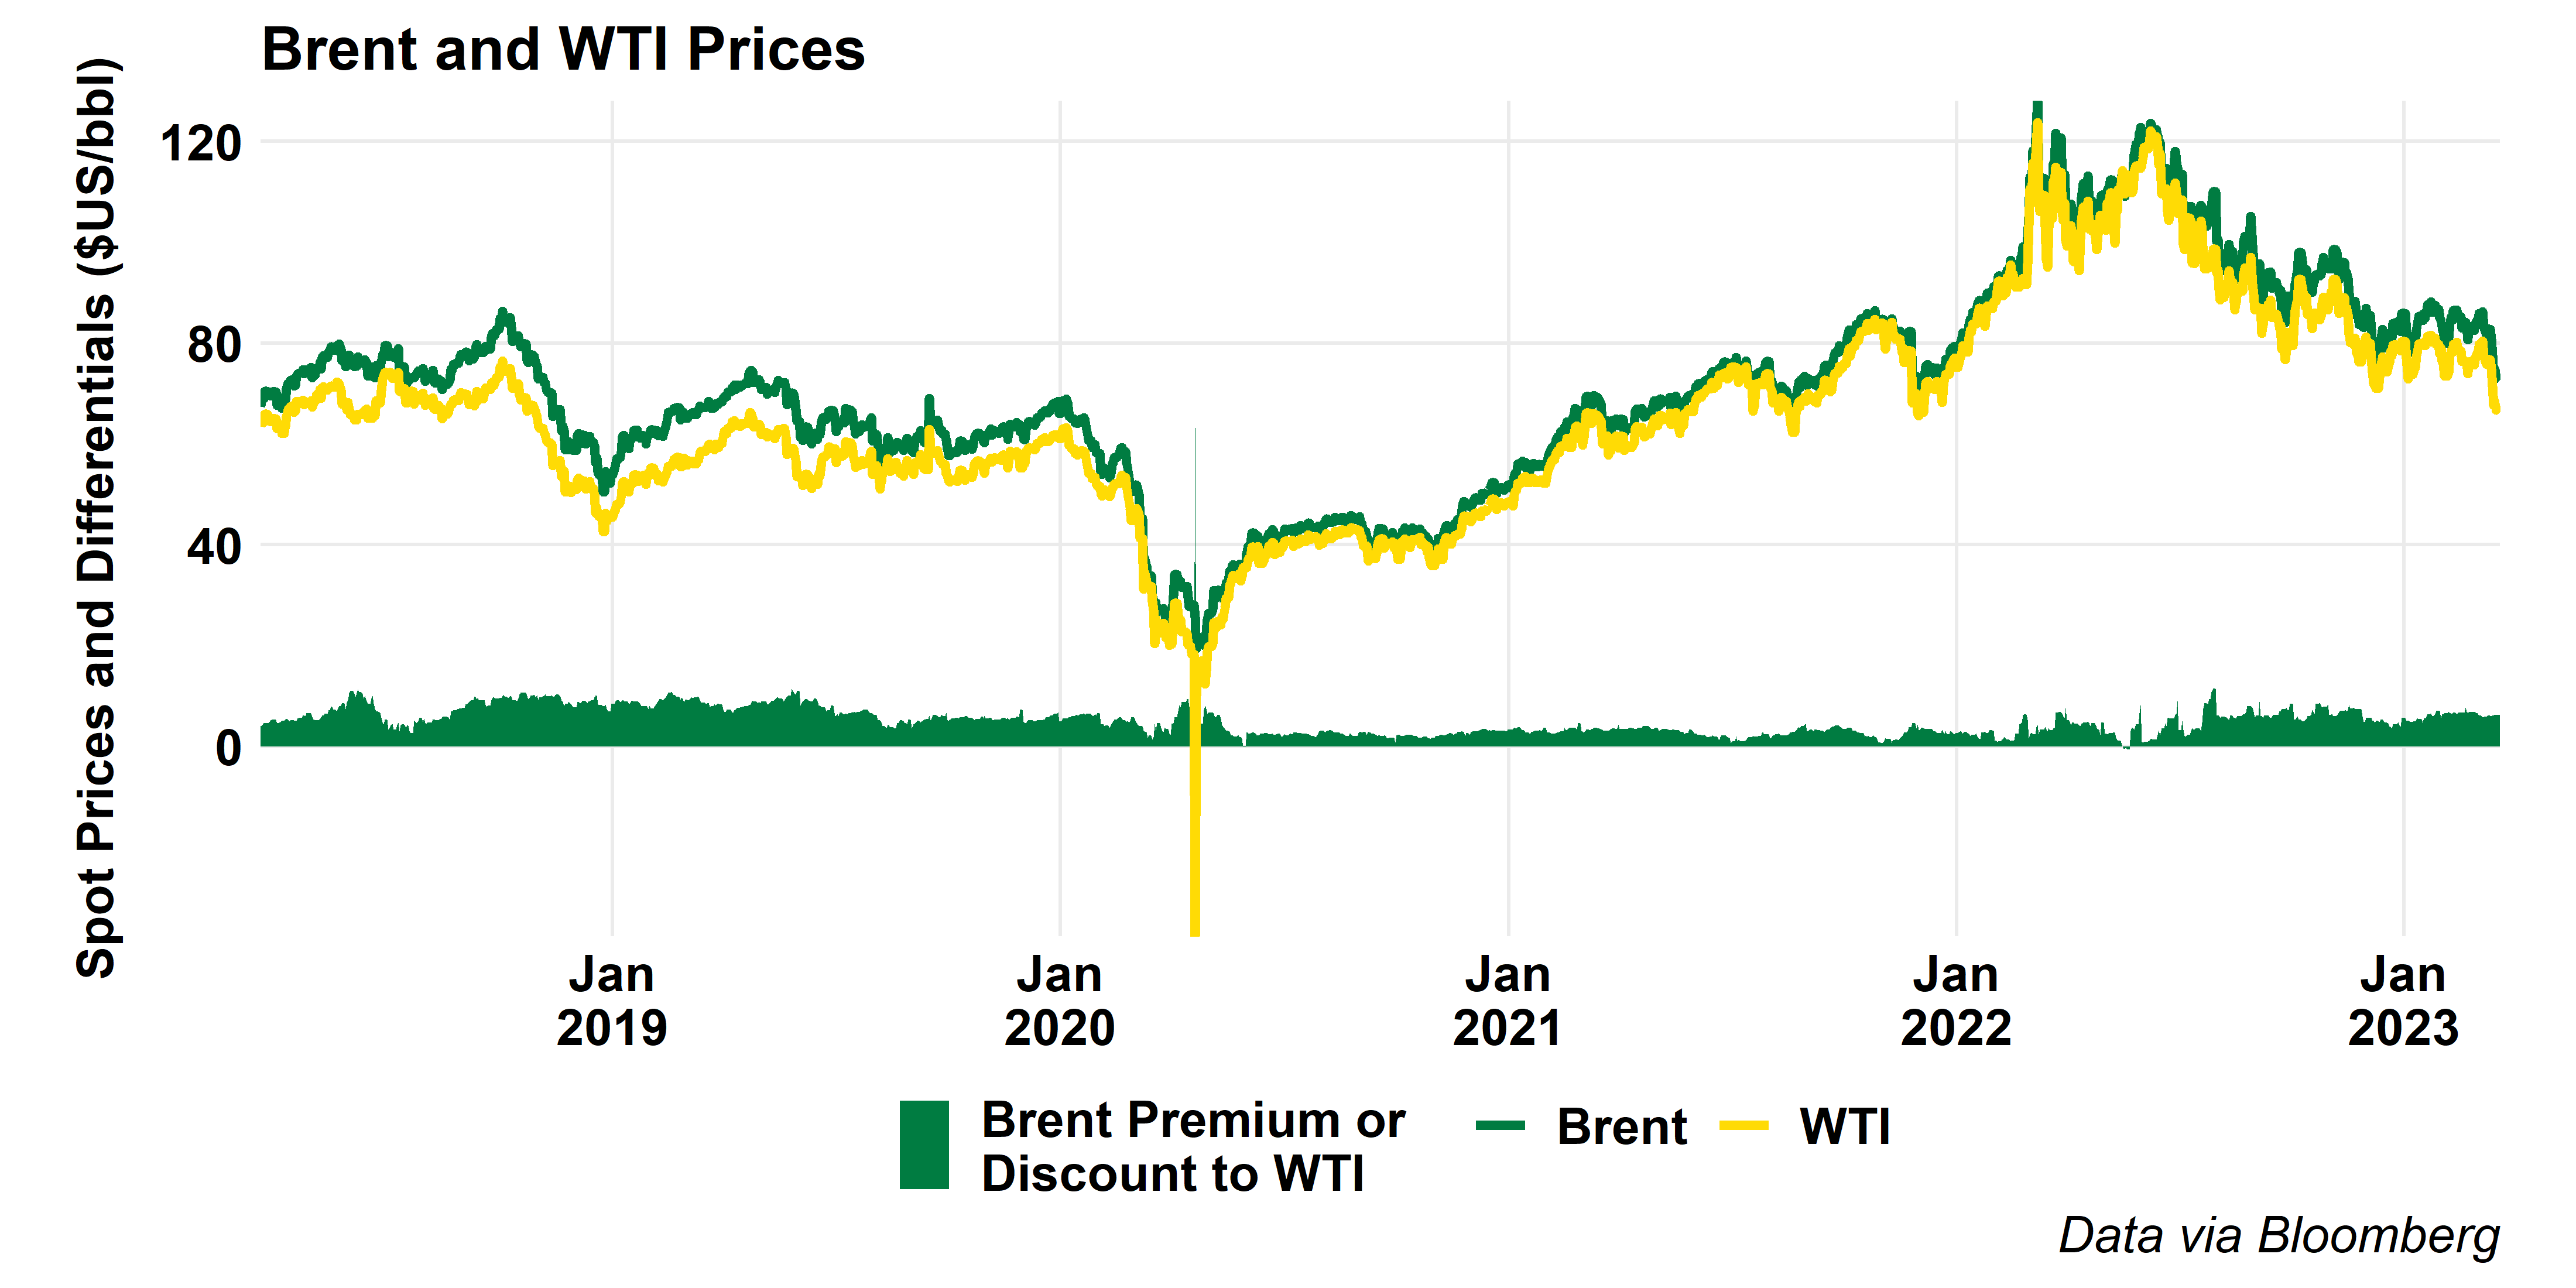 Brent and WTI Prices
Spot Prices and Differentials ($US/bbl)
120
80
40
0
Jan
2019
Jan
2020
Jan
2021
Jan
2022
Jan
2023
Brent Premium or
Discount to WTI
Brent
WTI
Data via Bloomberg